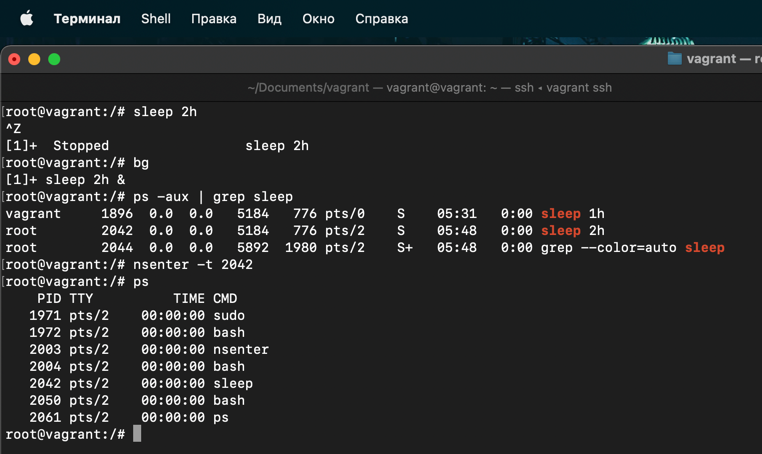 Терминал Shell Правка Вид Окно Справка
vagrant —
~/Documents/vagrant — vagrant@vagrant: ~ — ssh ◂ vagrant ssh
[root@vagrant:/# sleep 2h
^Z
[1]+  Stopped                 sleep 2h
[root@vagrant:/# bg
[1]+ sleep 2h &
[root@vagrant:/# ps -aux | grep sleep
vagrant     1896  0.0  0.0   5184   776 pts/0    S    05:31   0:00 sleep 1h
root        2042  0.0  0.0   5184   776 pts/2    S    05:48   0:00 sleep 2h
root        2044  0.0  0.0   5892  1980 pts/2    S+   05:48   0:00 grep --color=auto sleep
[root@vagrant:/# nsenter -t 2042
[root@vagrant:/# ps
    PID TTY          TIME CMD
   1971 pts/2    00:00:00 sudo
   1972 pts/2    00:00:00 bash
   2003 pts/2    00:00:00 nsenter
   2004 pts/2    00:00:00 bash
   2042 pts/2    00:00:00 sleep
   2050 pts/2    00:00:00 bash
   2061 pts/2    00:00:00 ps
root@vagrant:/#